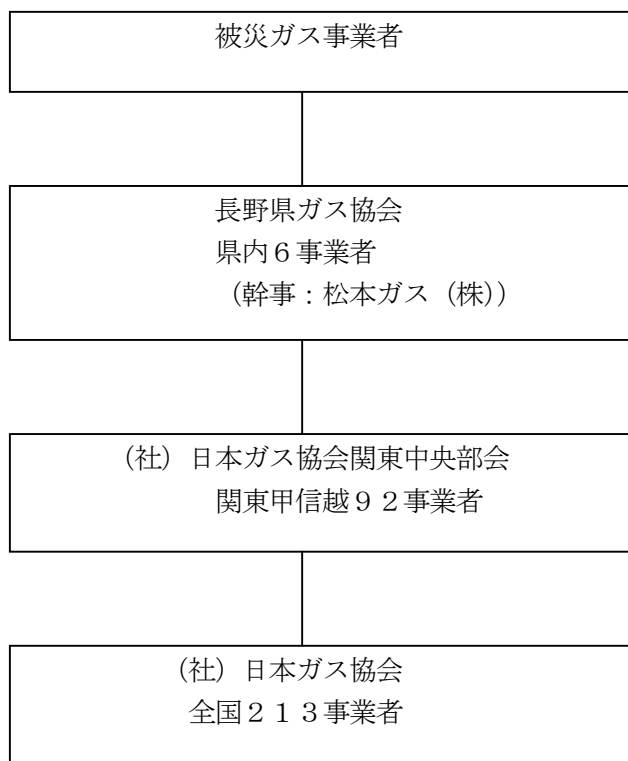 被災ガス事業者
長野県ガス協会
県内６事業者
（幹事：松本ガス（株））
（社）日本ガス協会関東中央部会
関東甲信越９２事業者
（社）日本ガス協会
全国２１３事業者